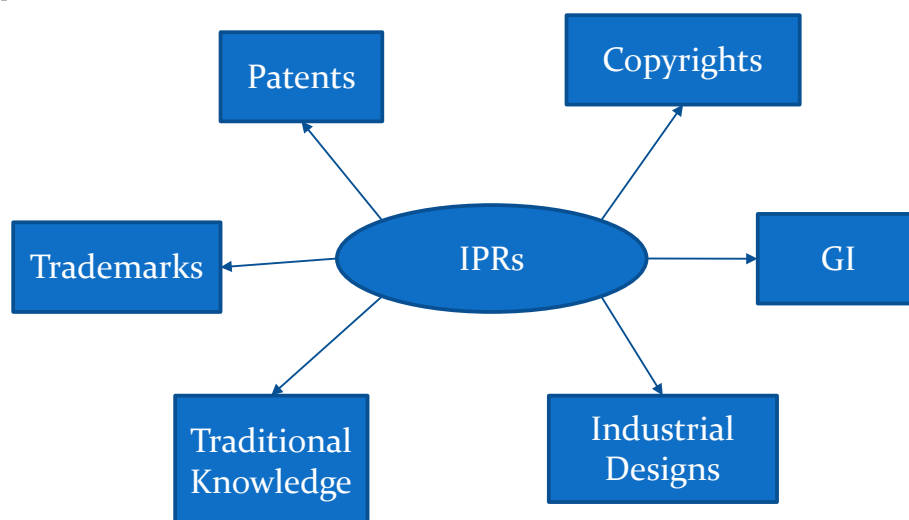 Patents
Copyrights
Trademarks
IPRs
GI
Traditional
Knowledge
Industrial
Designs